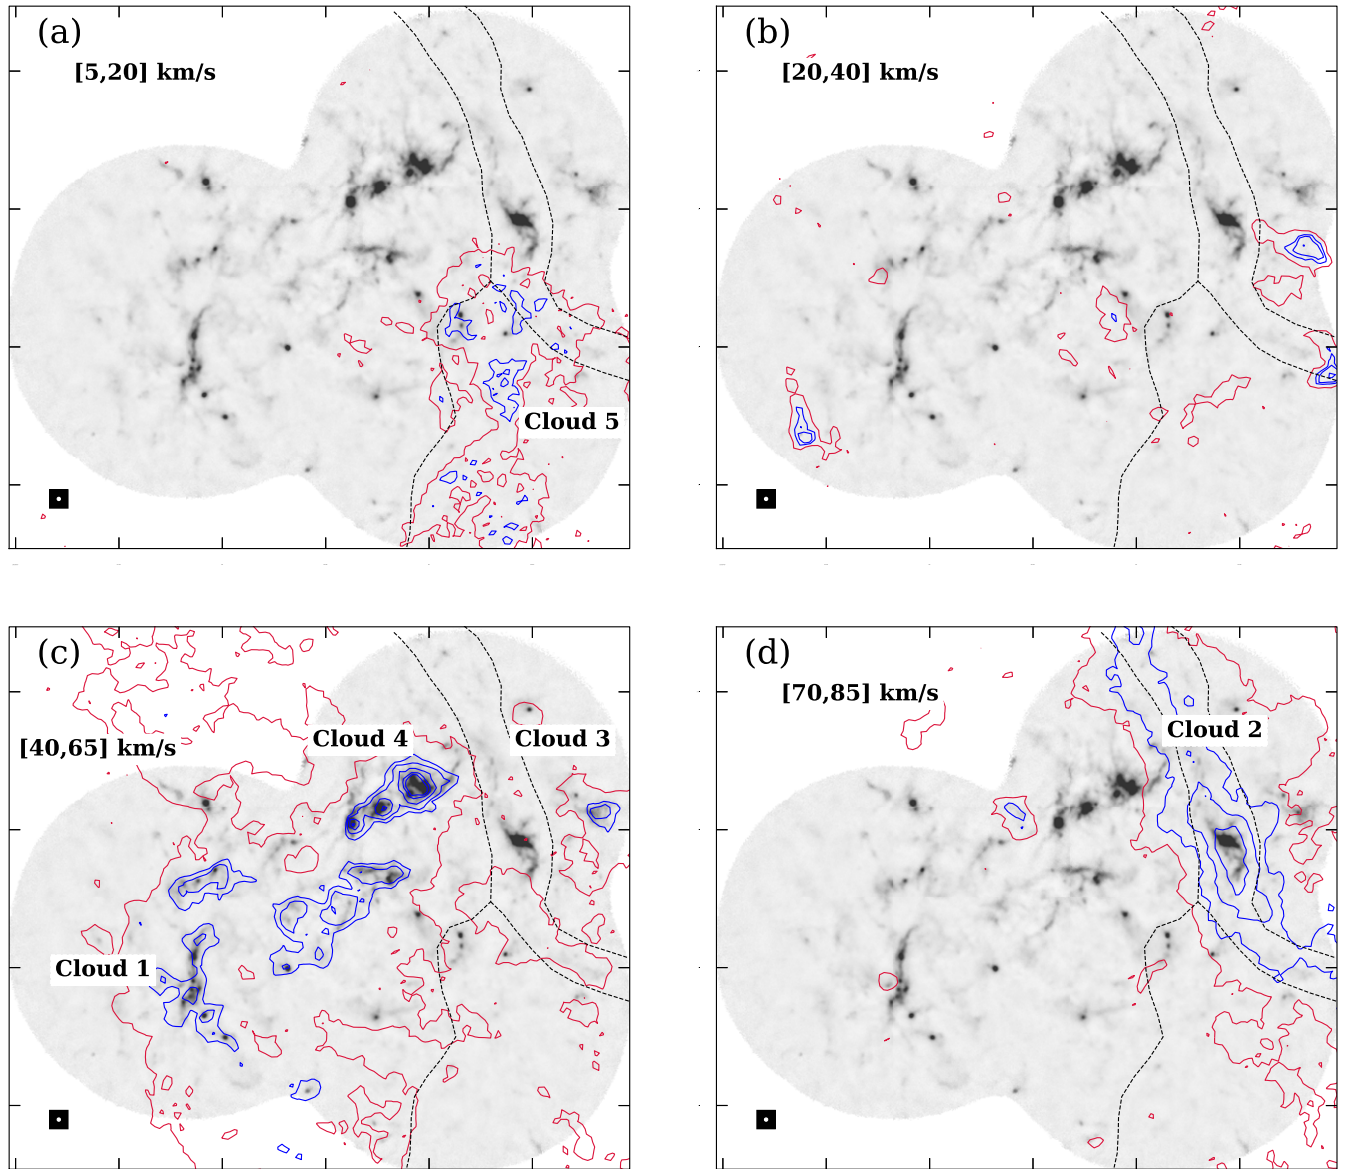 (a)
[5,20] km/s
Cloud 5
(b)
[20,40] km/s
(c)
[40,65] km/s
Cloud 4
Cloud 3
Cloud 1
(d)
[70,85] km/s
Cloud 2